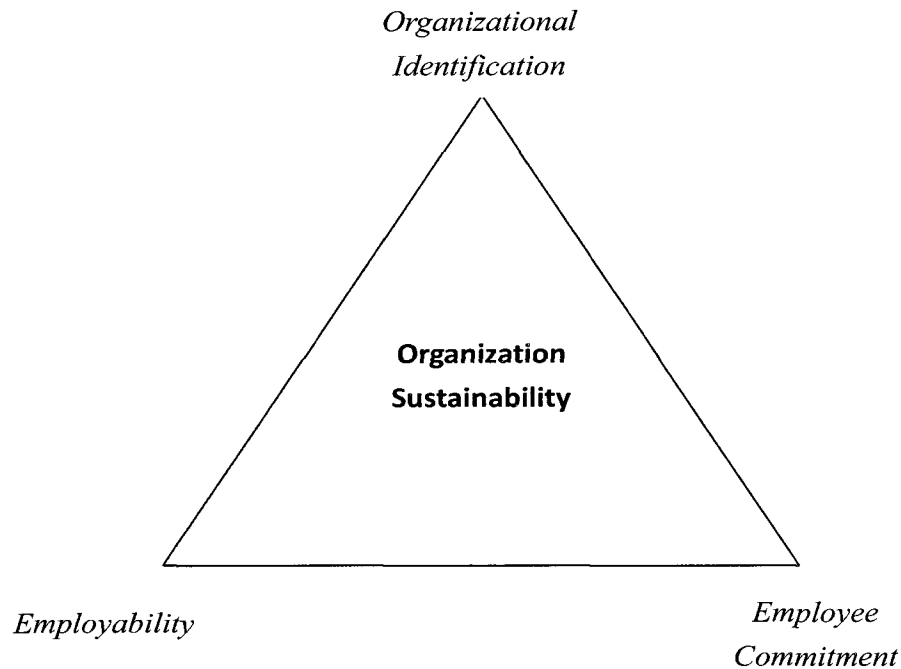 Organizational
Identification
Organization
Sustainability
Employability
Employee
Commitment